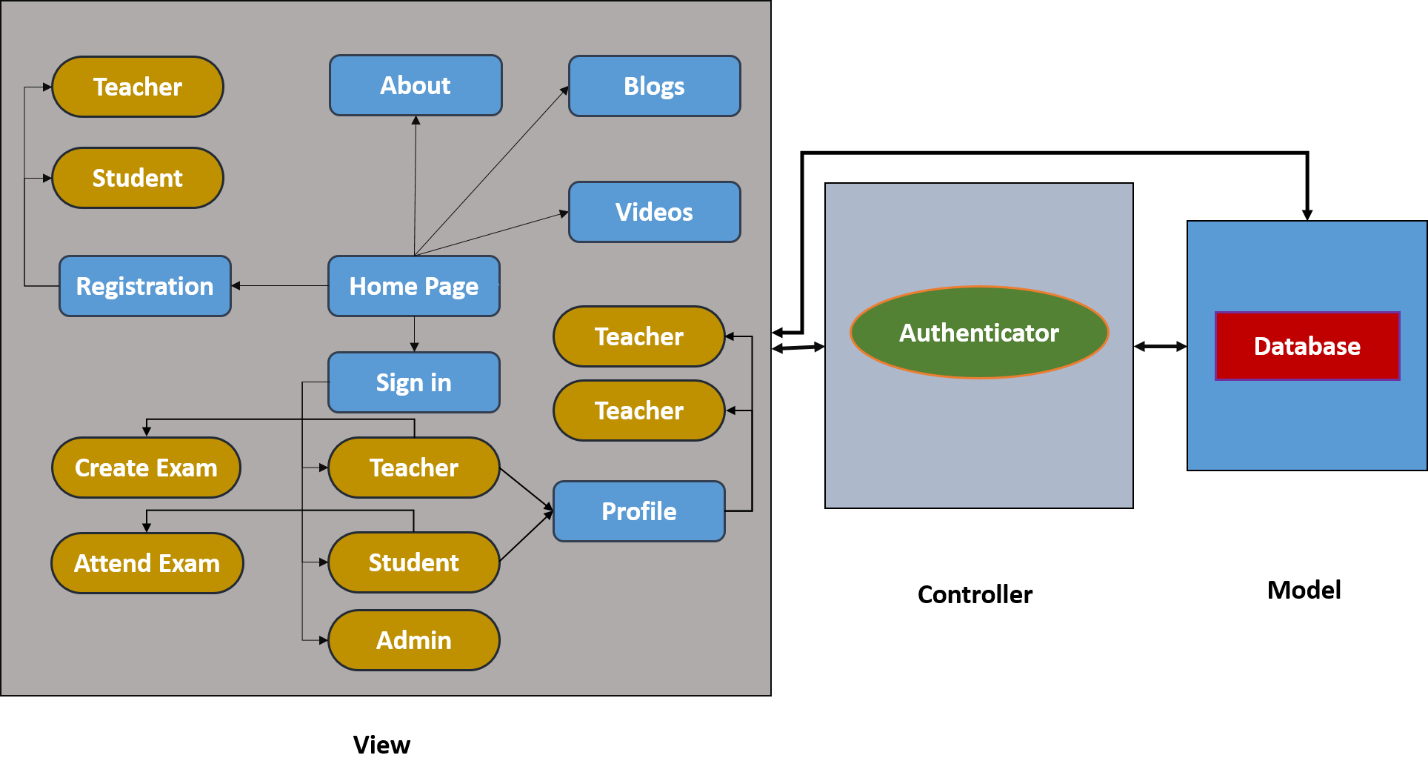 Teacher
About
Blogs
Student
Videos
Registration
Home Page
Teacher
Authenticator
Database
Sign in
Teacher
Create Exam
Teacher
Profile
Attend Exam
Student
Admin
Controller
Model
View